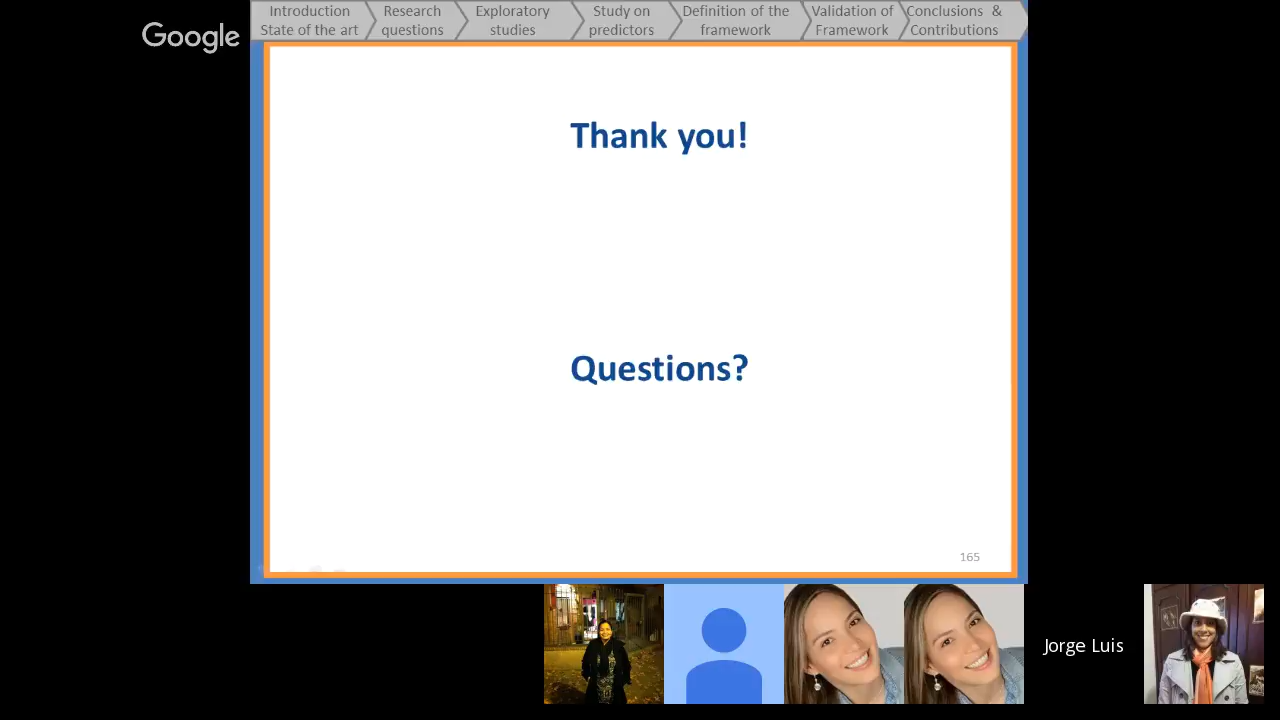 Google
Introduction
State of the art
Research
questions
Exploratory
studies
Study on
predictors
Definition of the
framework
Validation of
Framework
Conclusions &
Contributions
Thank you!
Questions?
165
Jorge Luis